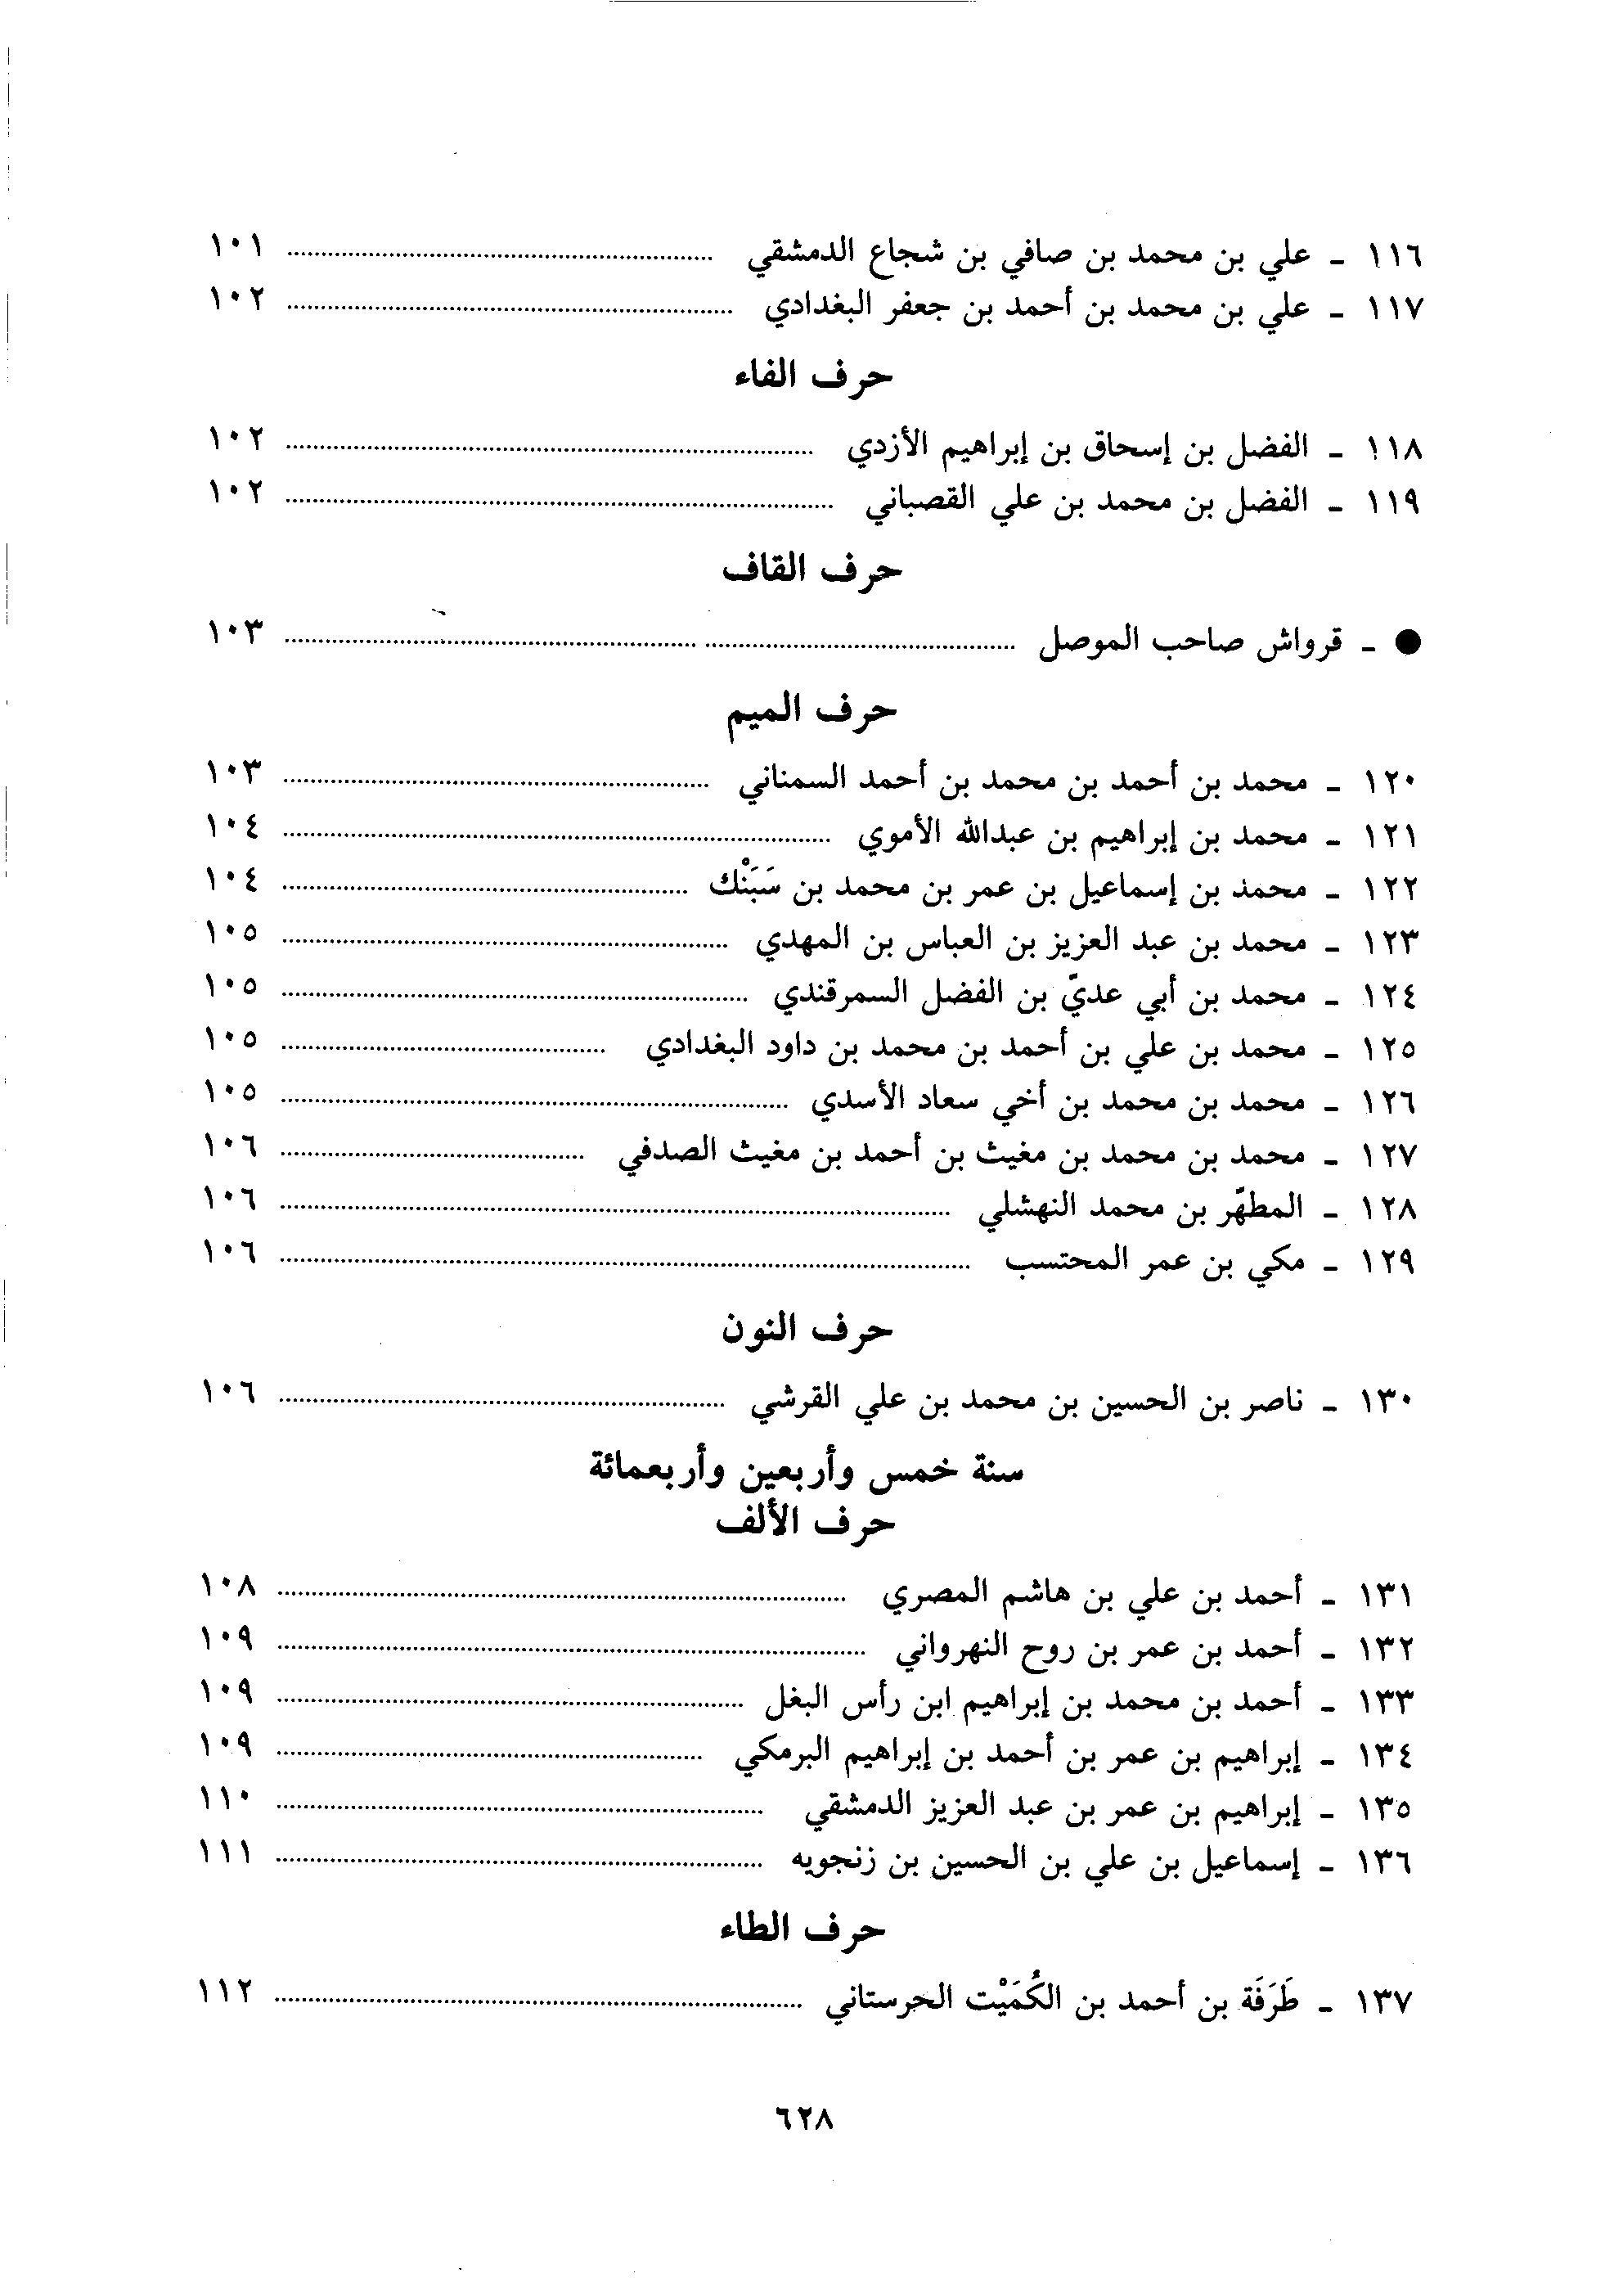 ١١٦ - علي بن محمد بن صافي بن شجاع الدمشقي ........ ١٠١
١١٧ - علي بن محمد بن أحمد بن جعفر البغدادي ........ ١٠٢
حرف الفاء
١١٨ - الفضل بن إسحاق بن إبراهيم الأزدي ........ ١٠٢
١١٩ - الفضل بن محمد بن علي القصباني ........ ١٠٢
حرف القاف
● - قرواش صاحب الموصل ........ ١٠٣
حرف الميم
١٢٠ - محمد بن أحمد بن محمد بن أحمد السمناني ........ ١٠٣
١٢١ - محمد بن إبراهيم بن عبدالله الأموي ........ ١٠٤
١٢٢ - محمد بن إسماعيل بن عمر بن محمد بن سَبَنْك ........ ١٠٤
١٢٣ - محمد بن عبد العزيز بن العباس بن المهدي ........ ١٠٥
١٢٤ - محمد بن أبي عديّ بن الفضل السمرقندي ........ ١٠٥
١٢٥ - محمد بن علي بن أحمد بن محمد بن داود البغدادي ........ ١٠٥
١٢٦ - محمد بن محمد بن أخي سعاد الأسدي ........ ١٠٥
١٢٧ - محمد بن محمد بن مغيث بن أحمد بن مغيث الصدفي ........ ١٠٦
١٢٨ - المطهّر بن محمد النهشلي ........ ١٠٦
١٢٩ - مكي بن عمر المحتسب ........ ١٠٦
حرف النون
١٣٠ - ناصر بن الحسين بن محمد بن علي القرشي ........ ١٠٦
سنة خمس وأربعين وأربعمائة
حرف الألف
١٣١ - أحمد بن علي بن هاشم المصري ........ ١٠٨
١٣٢ - أحمد بن عمر بن روح النهرواني ........ ١٠٩
١٣٣ - أحمد بن محمد بن إبراهيم ابن رأس البغل ........ ١٠٩
١٣٤ - إبراهيم بن عمر بن أحمد بن إبراهيم البرمكي ........ ١٠٩
١٣٥ - إبراهيم بن عمر بن عبد العزيز الدمشقي ........ ١١٠
١٣٦ - إسماعيل بن علي بن الحسين بن زنجويه ........ ١١١
حرف الطاء
١٣٧ - طَرَفَة بن أحمد بن الكُمَيْت الحرستاني ........ ١١٢
٦٢٨